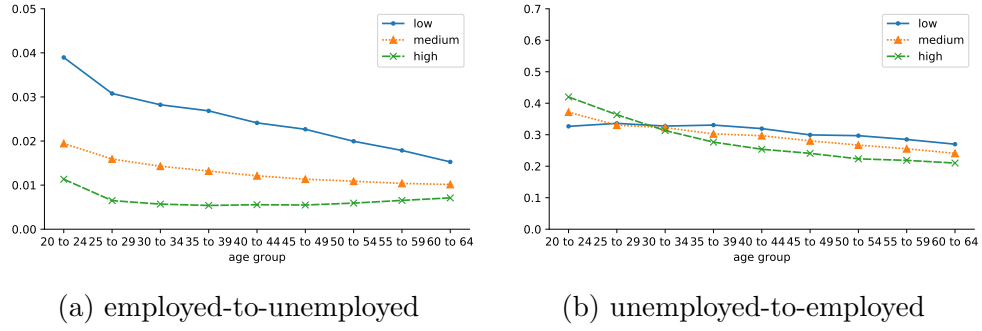 0.05
0.04
0.03
0.02
0.01
0.00
low
medium
high
20 to 24 25 to 29 30 to 34 35 to 39 40 to 44 45 to 49 50 to 54 55 to 59 60 to 64
age group
(a) employed-to-unemployed
0.7
0.6
0.5
0.4
0.3
0.2
0.1
0.0
low
medium
high
20 to 24 25 to 29 30 to 34 35 to 39 40 to 44 45 to 49 50 to 54 55 to 59 60 to 64
age group
(b) unemployed-to-employed